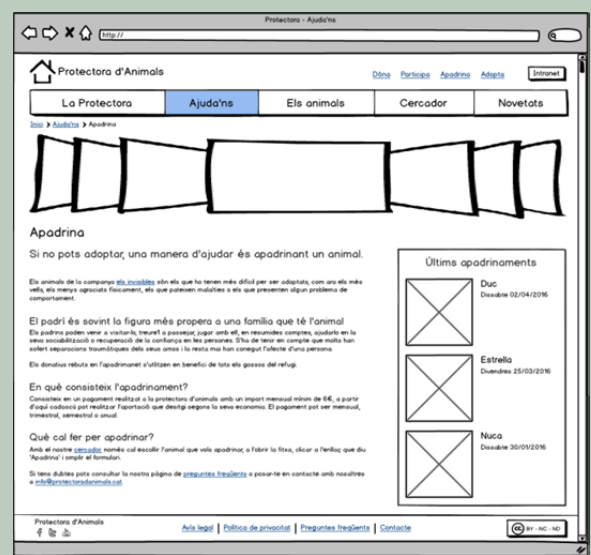 Protectora - Ajuda'ns
http://
Protectora d'Animals
Dóna Participa Apadrina Adopta Intranet
La Protectora Ajuda'ns Els animals Cercador Novetats
Inici > Ajuda'ns > Apadrina
Apadrina
Si no pots adoptar, una manera d'ajudar és apadrinant un animal.
Els animals de la campanya els invisibles són els que ho tenen més difícil per ser adoptats, com ara els més
vells, els menys agraciats físicament, els que pateixen malalties o els que presenten algun problema de
comportament.
El padrí és sovint la figura més propera a una família que té l'animal
Els padrins poden venir a visitar-lo, treure'l a passejar, jugar amb ell, en resumides comptes, ajudarlo en la
seva sociabilització o recuperació de la confiança en les persones. S'ha de tenir en compte que molts han
sofert separacions traumàtiques dels seus amos i la resta mai han conegut l'afecte d'una persona.
Els donatius rebuts en l'apadrinament s'utilitzen en benefici de tots els gossos del refugi.
En què consisteix l'apadrinament?
Consisteix en un pagament realitzat a la protectora d'animals amb un import mensual mínim de 6€, a partir
d'aquí cadascú pot realitzar l'aportació que desitgi segons la seva economia. El pagament pot ser mensual,
trimestral, semestral o anual.
Què cal fer per apadrinar?
Amb el nostre cercador només cal escollir l'animal que vols apadrinar, a l'obrir la fitxa, clicar a l'enllaç que diu
'Apadrina' i omplir el formulari.
Si tens dubtes pots consultar la nostra pàgina de preguntes freqüents o posar-te en contacte amb nosaltres
a info@protectoradanimals.cat.
Últims apadrinaments
Duc
Dissabte 02/04/2016
Estrella
Divendres 25/03/2016
Nuca
Dissabte 30/01/2016
Protectora d'Animals
Avís legal | Política de privacitat | Preguntes freqüents | Contacte
CC BY - NC - ND